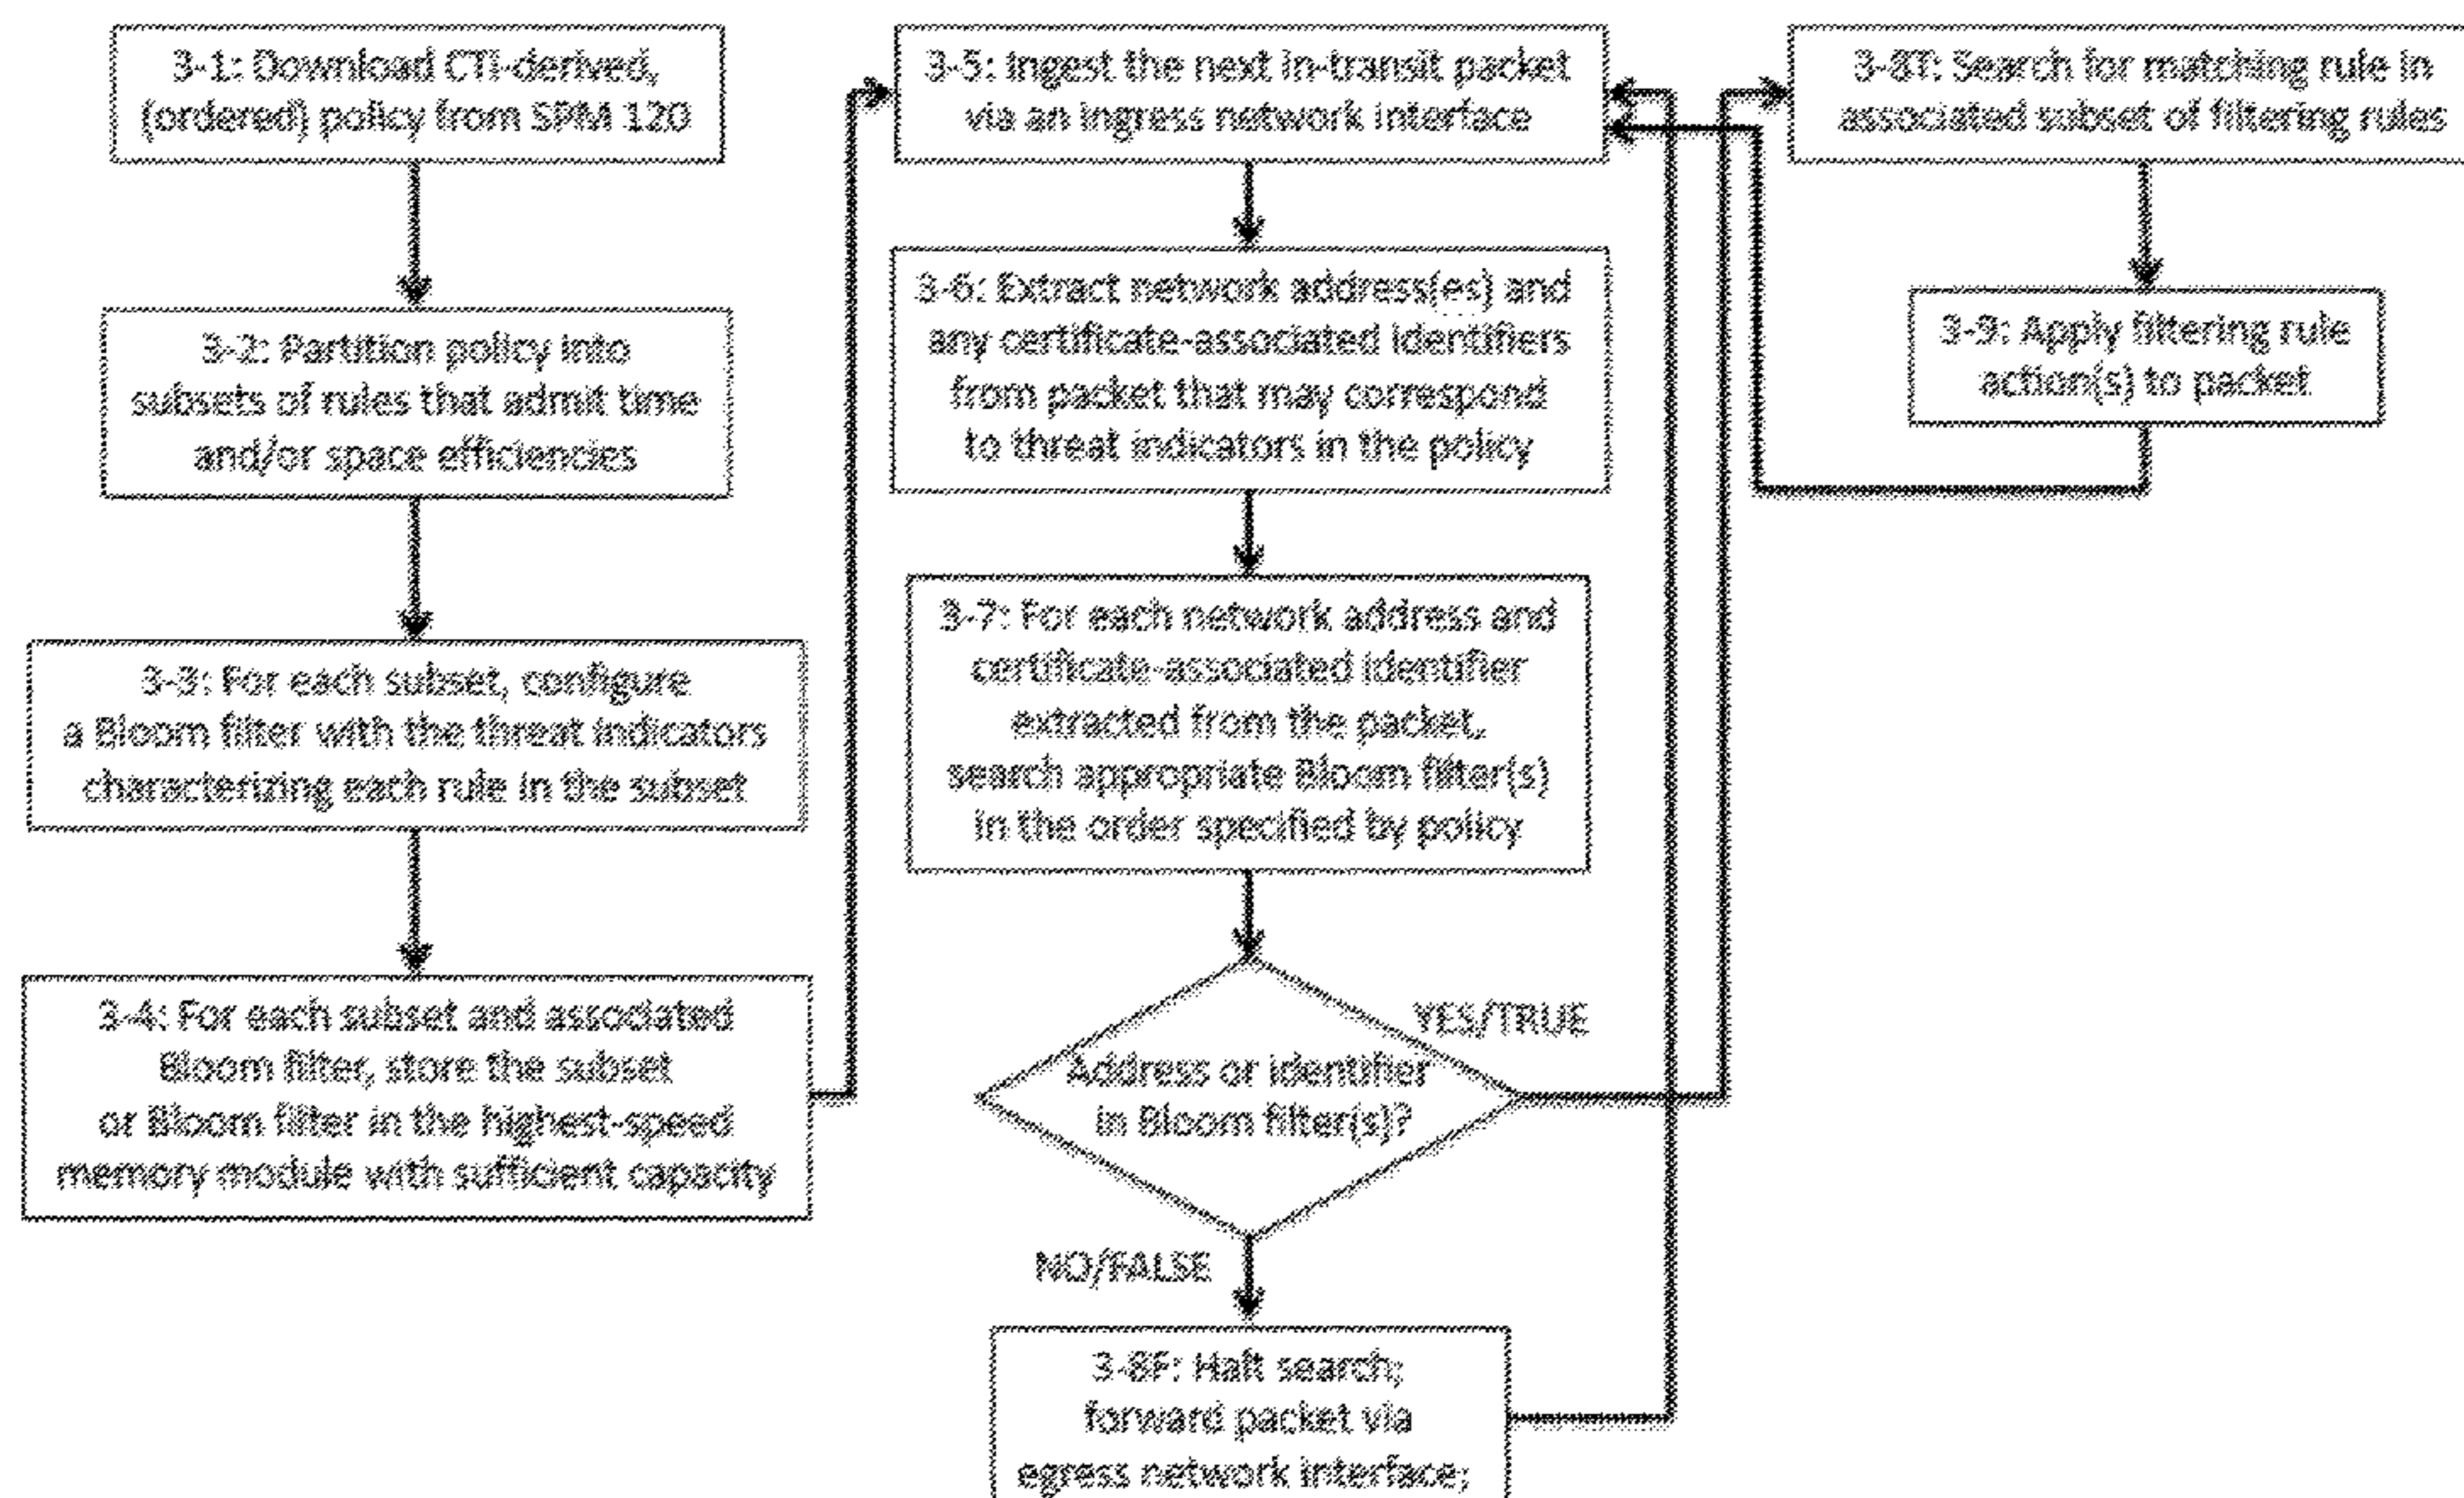 3-1: Download CTI-derived,
(ordered) policy from SPM 120
3-2: Partition policy into
subsets of rules that admit time
and/or space efficiencies
3-3: For each subset, configure
a Bloom filter with the threat indicators
characterizing each rule in the subset
3-4: For each subset and associated
Bloom filter, store the subset
or Bloom filter in the highest-speed
memory module with sufficient capacity
3-5: Ingest the next in-transit packet
via an ingress network interface
3-6: Extract network address(es) and
any certificate-associated identifiers
from packet that may correspond
to threat indicators in the policy
3-7: For each network address and
certificate-associated identifier
extracted from the packet,
search appropriate Bloom filter(s)
in the order specified by policy
YES/TRUE
Address or identifier
in Bloom filter(s)?
NO/FALSE
3-8F: Halt search;
forward packet via
egress network interface;
3-8T: Search for matching rule in
associated subset of filtering rules
3-9: Apply filtering rule
action(s) to packet